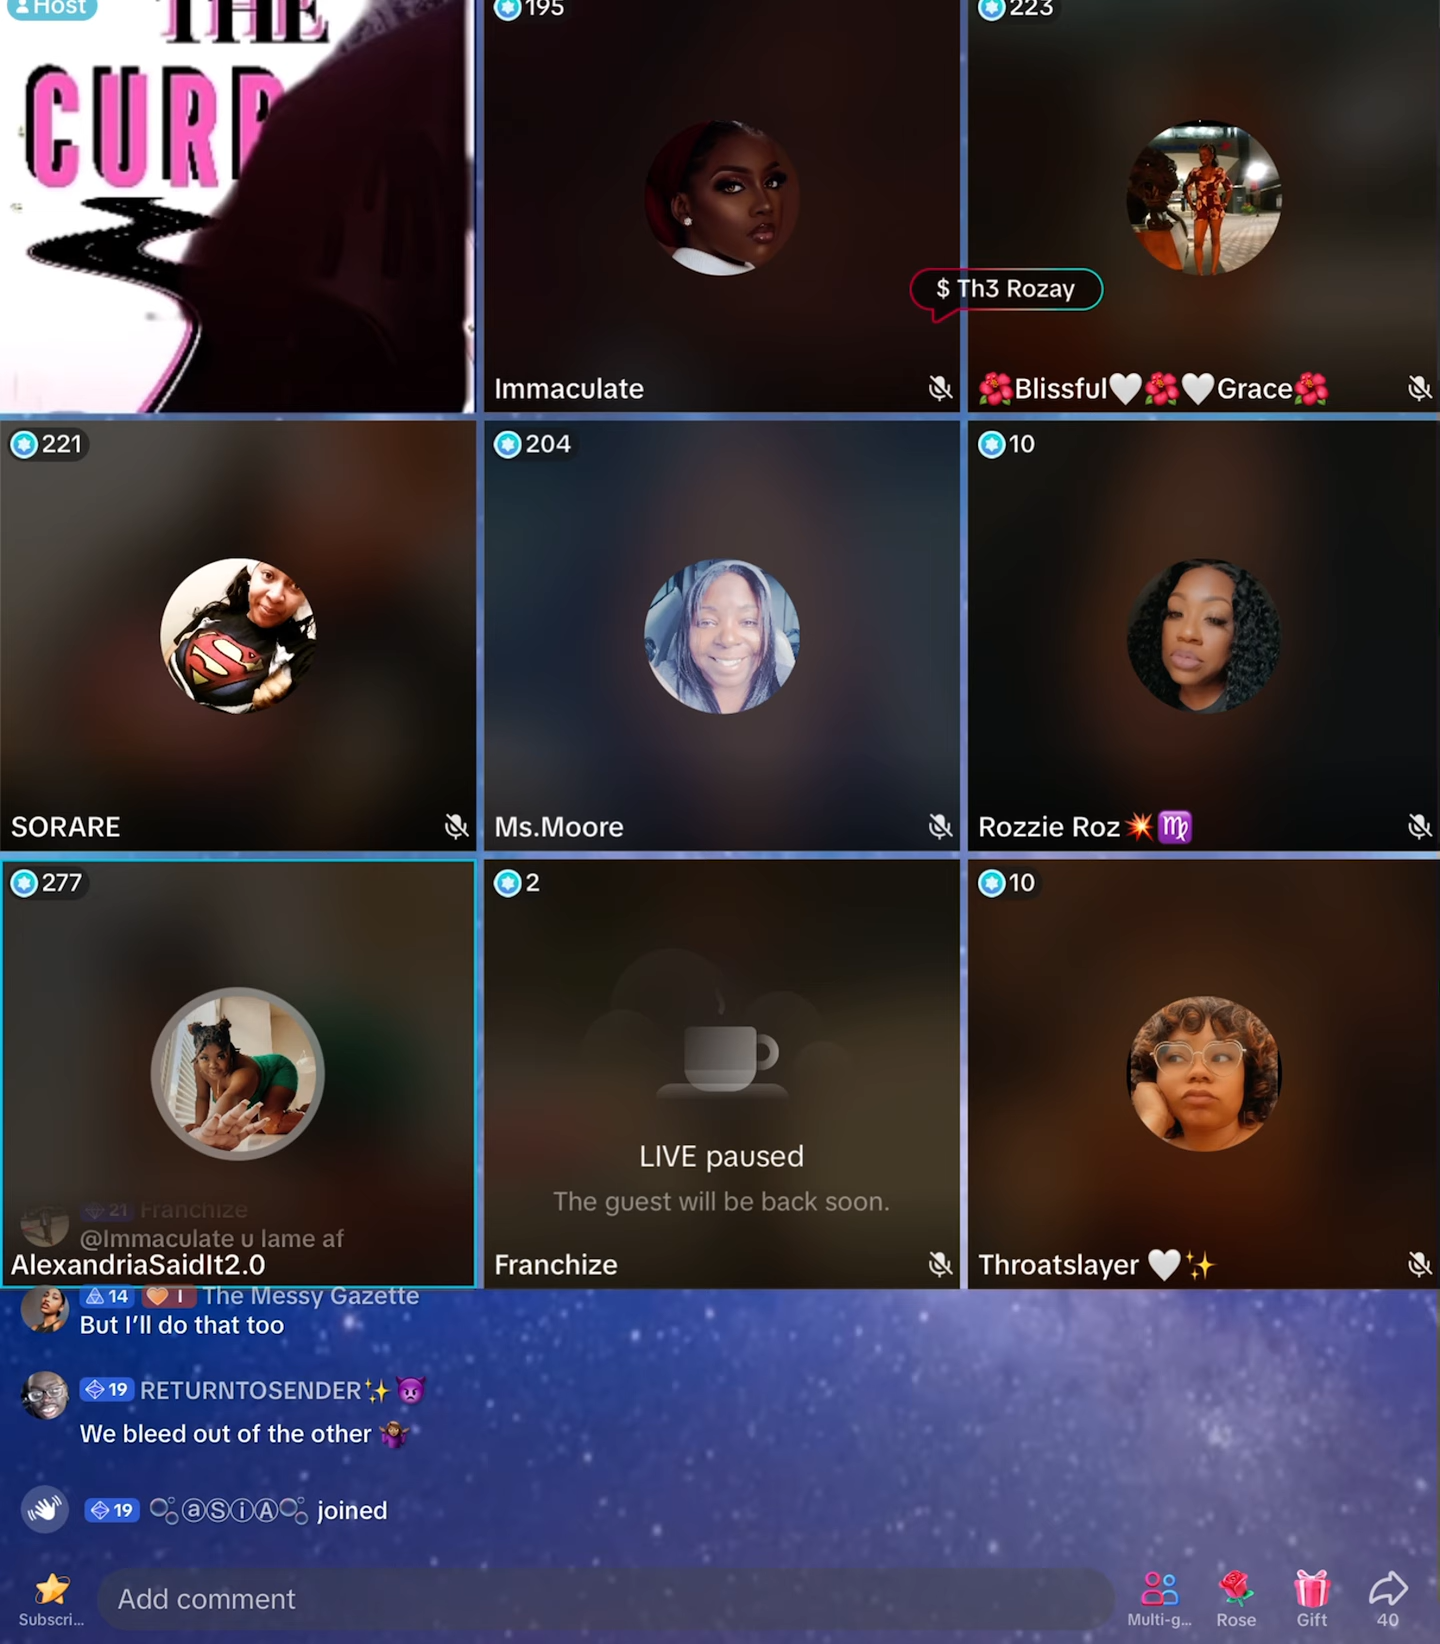 Host
THE
CURR
195
Immaculate
223
$ Th3 Rozay
🌺Blissful🤍🌺🤍Grace🌺
221
SORARE
204
Ms.Moore
10
Rozzie Roz 💥♍
277
21 Franchize
@Immaculate u lame af
AlexandriaSaidIt2.0
2
LIVE paused
The guest will be back soon.
Franchize
10
Throatslayer 🤍✨
14 I The Messy Gazette
But I’ll do that too
19 RETURNTOSENDER✨😈
We bleed out of the other 🤷🏾‍♀️
19 🫧ⓐⓈⓘⒶ🫧 joined
Subscri...
Add comment
Multi-g...
Rose
Gift
40